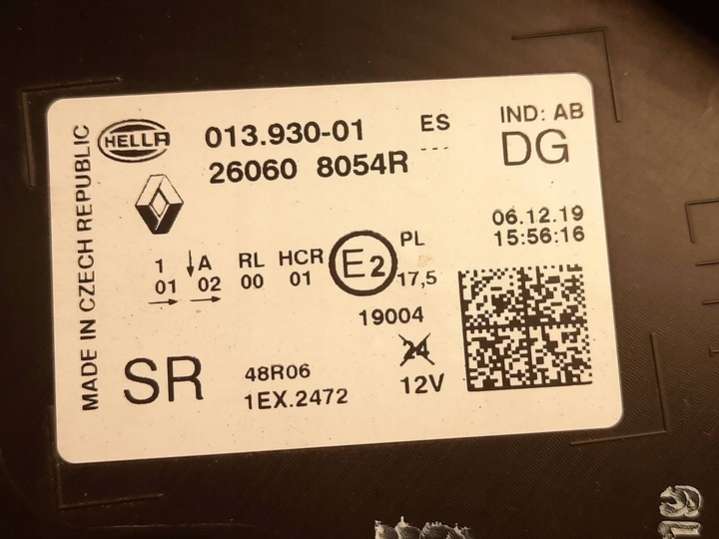 MADE IN CZECH REPUBLIC
HELLA
013.930-01
ES
---
IND: AB
DG
26060 8054R
06.12.19
15:56:16
1 ↓A RL HCR E2 PL
01 02 00 01 17,5
→ →
19004
24
12V
SR
48R06
1EX.2472